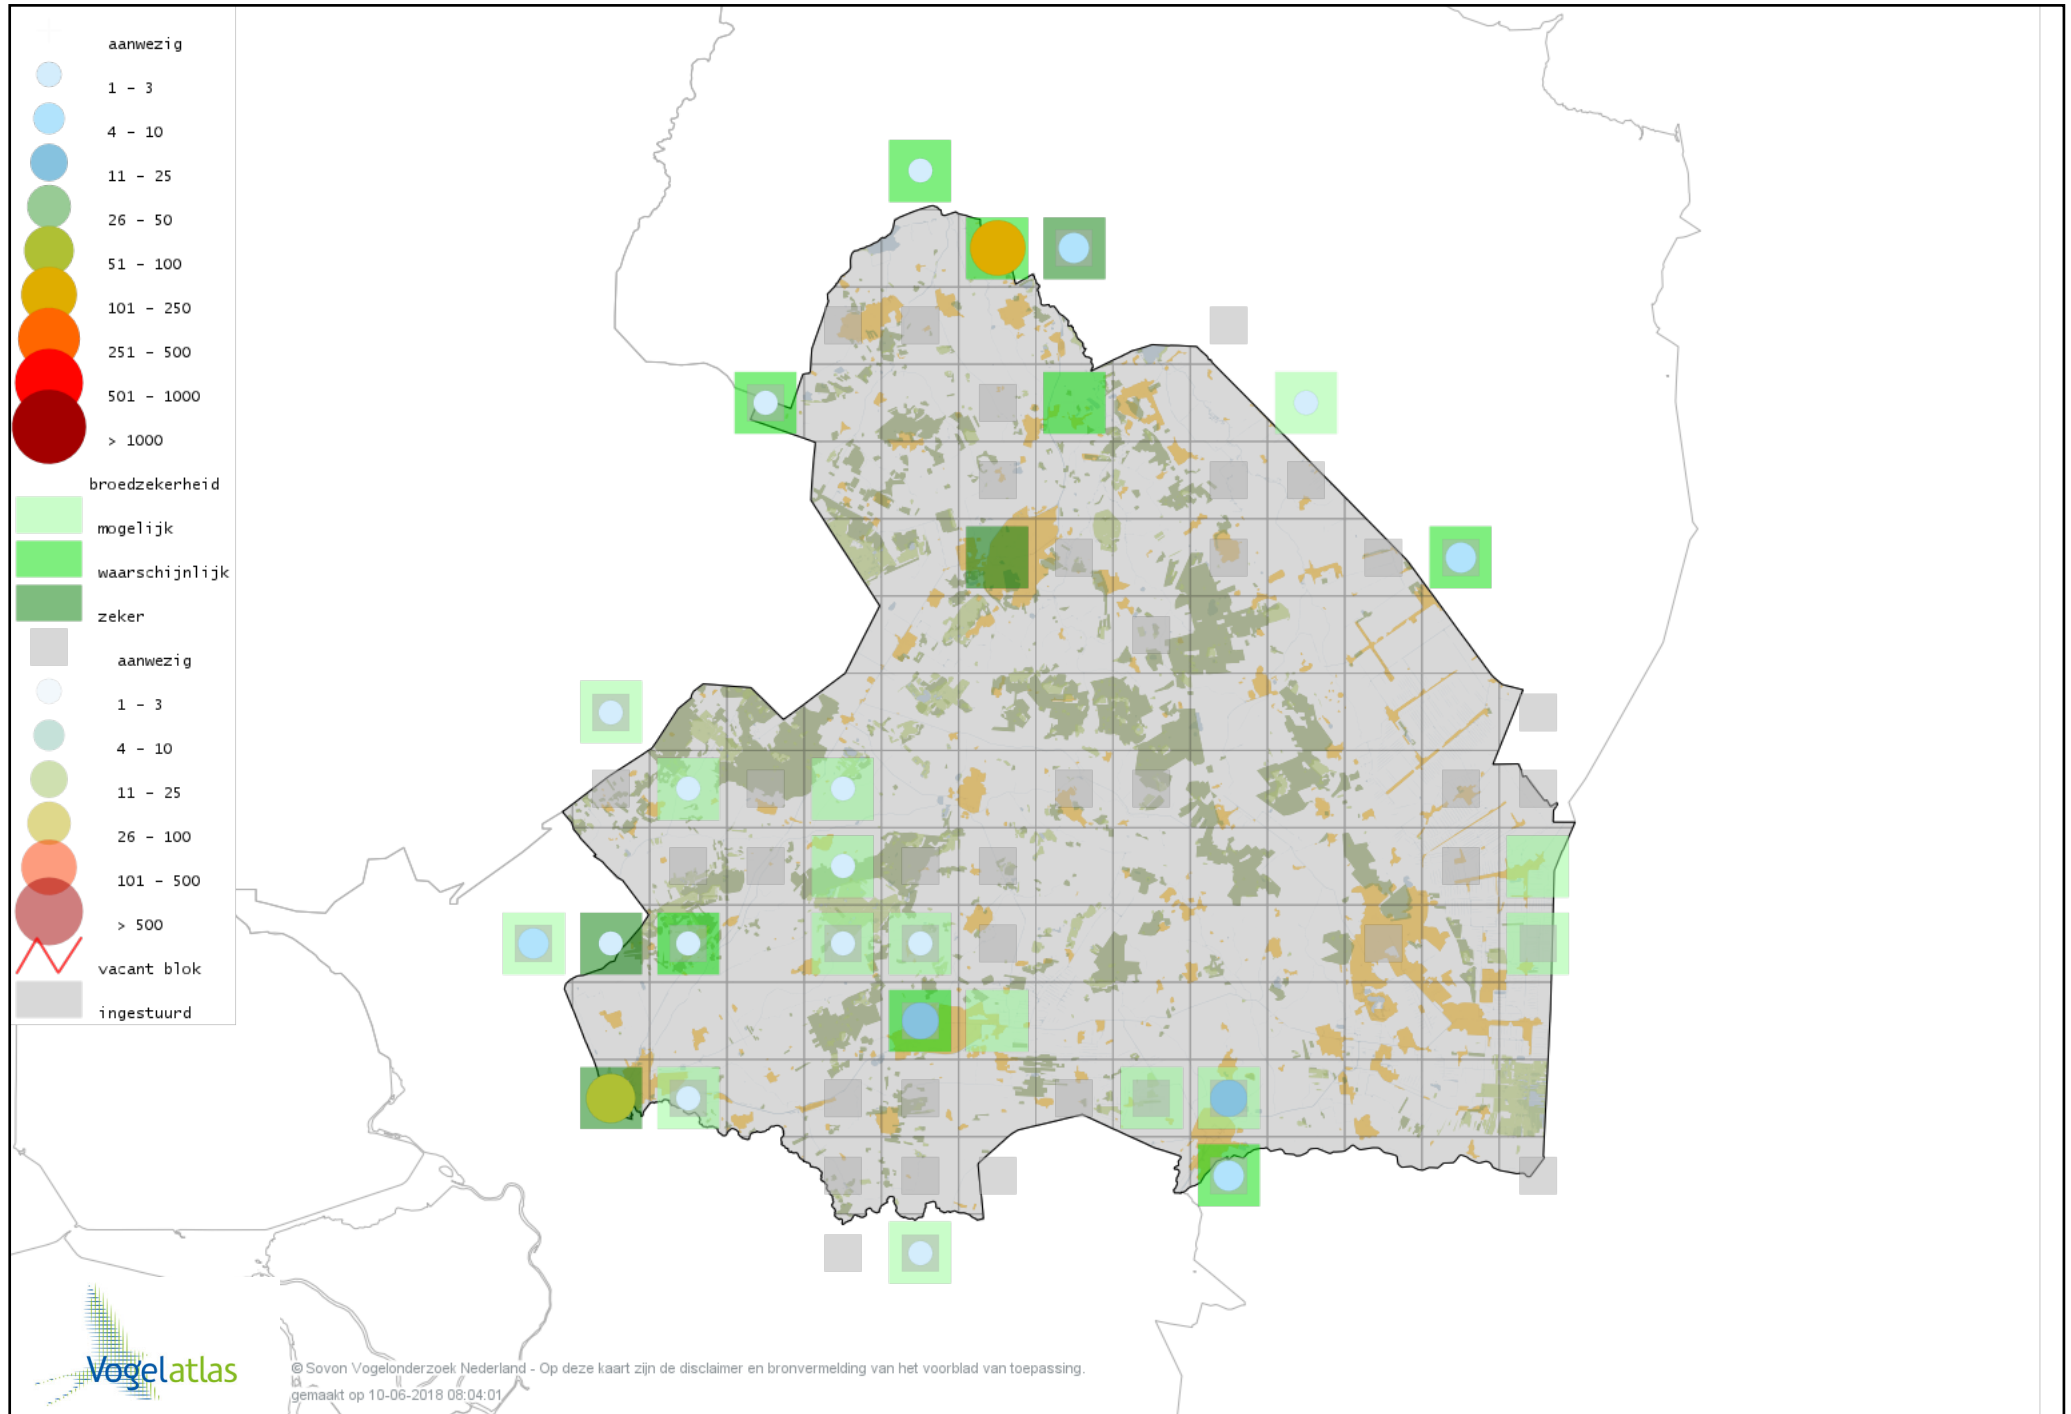 aanwezig
1 - 3
4 - 10
11 - 25
26 - 50
51 - 100
101 - 250
251 - 500
501 - 1000
> 1000
broedzekerheid
mogelijk
waarschijnlijk
zeker
aanwezig
1 - 3
4 - 10
11 - 25
26 - 100
101 - 500
> 500
vacant blok
ingestuurd
Vogelatlas
© Sovon Vogelonderzoek Nederland - Op deze kaart zijn de disclaimer en bronvermelding van het voorblad van toepassing.
gemaakt op 10-06-2018 08:04:01